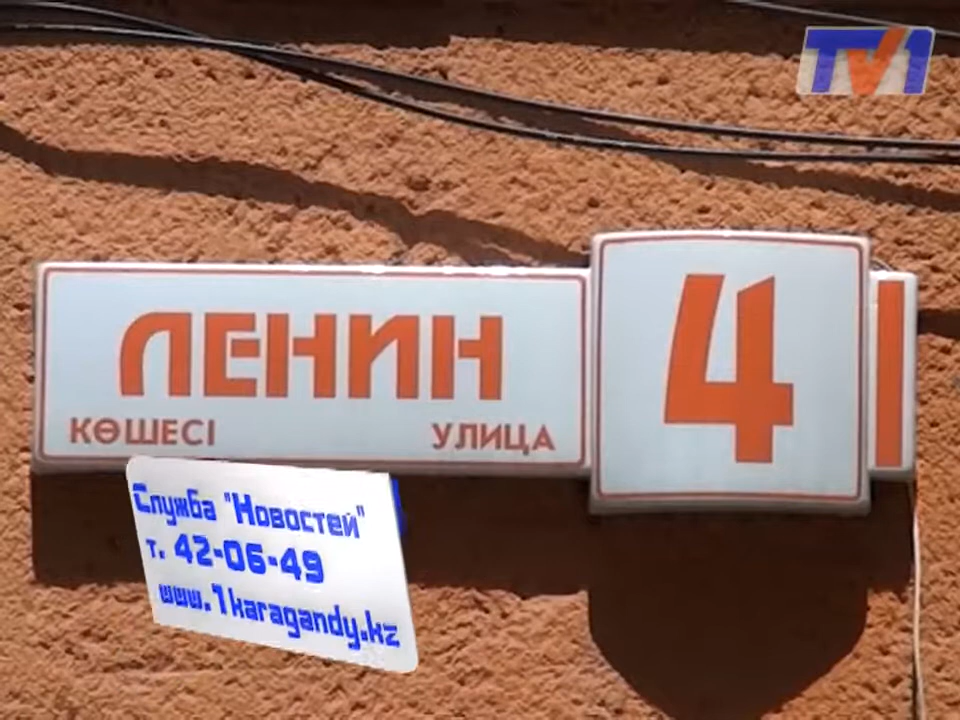 TV1
ЛЕНИН
КӨШЕСІ УЛИЦА
4
Служба "Новостей"
т. 42-06-49
www.1karagandy.kz